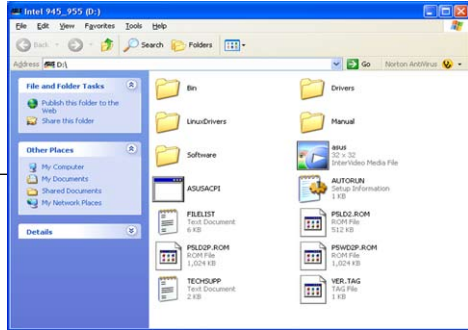 Intel 945_955 (D:)
File Edit View Favorites Tools Help
Back Search Folders
Address D:\ Go Norton AntiVirus
File and Folder Tasks
Publish this folder to the
Web
Share this folder
Other Places
My Computer
My Documents
Shared Documents
My Network Places
Details
Bin
Drivers
LinuxDrivers
Manual
Software
asus
32 x 32
InterVideo Media File
ASUSACPI
AUTORUN
Setup Information
1 KB
FILELIST
Text Document
6 KB
P5LD2.ROM
ROM File
512 KB
P5LD2P.ROM
ROM File
1,024 KB
P5WD2P.ROM
ROM File
1,024 KB
TECHSUPP
Text Document
2 KB
VER.TAG
TAG File
1 KB